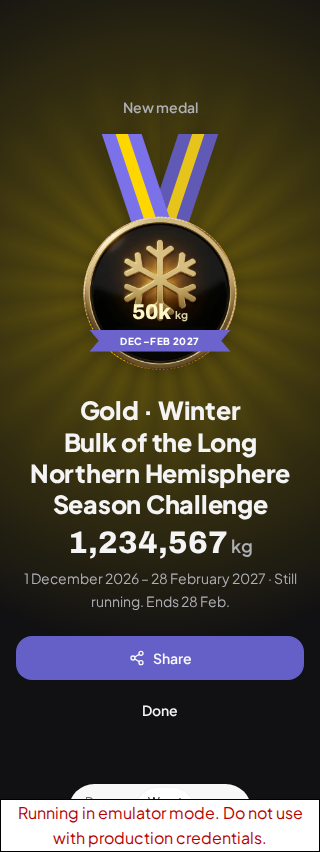 New medal
50k kg
DEC–FEB 2027
Gold · Winter
Bulk of the Long
Northern Hemisphere
Season Challenge
1,234,567 kg
1 December 2026 – 28 February 2027 · Still
running. Ends 28 Feb.
Share
Done
Running in emulator mode. Do not use
with production credentials.